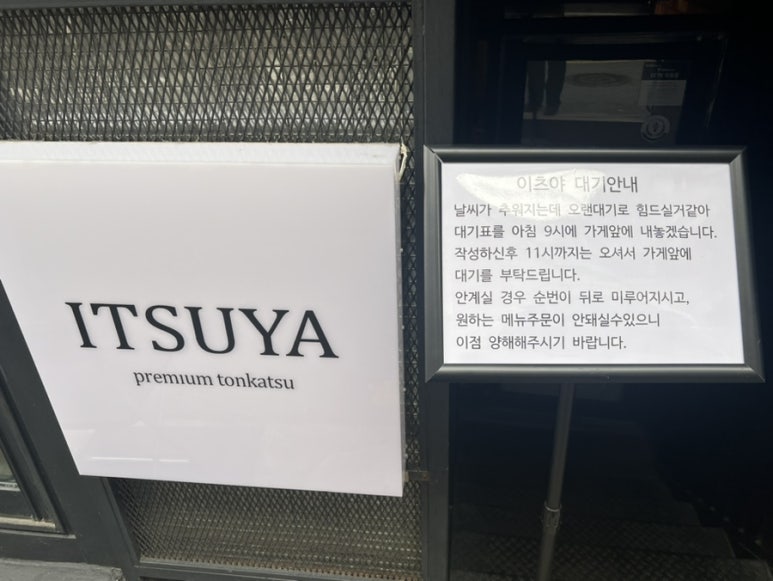 ITSUYA
premium tonkatsu
이츠야 대기안내
날씨가 추워지는데 오랜대기로 힘드실거같아
대기표를 아침 9시에 가게앞에 내놓겠습니다.
작성하신후 11시까지는 오셔서 가게앞에
대기를 부탁드립니다.
안계실 경우 순번이 뒤로 미루어지시고,
원하는 메뉴주문이 안돼실수있으니
이점 양해해주시기 바랍니다.